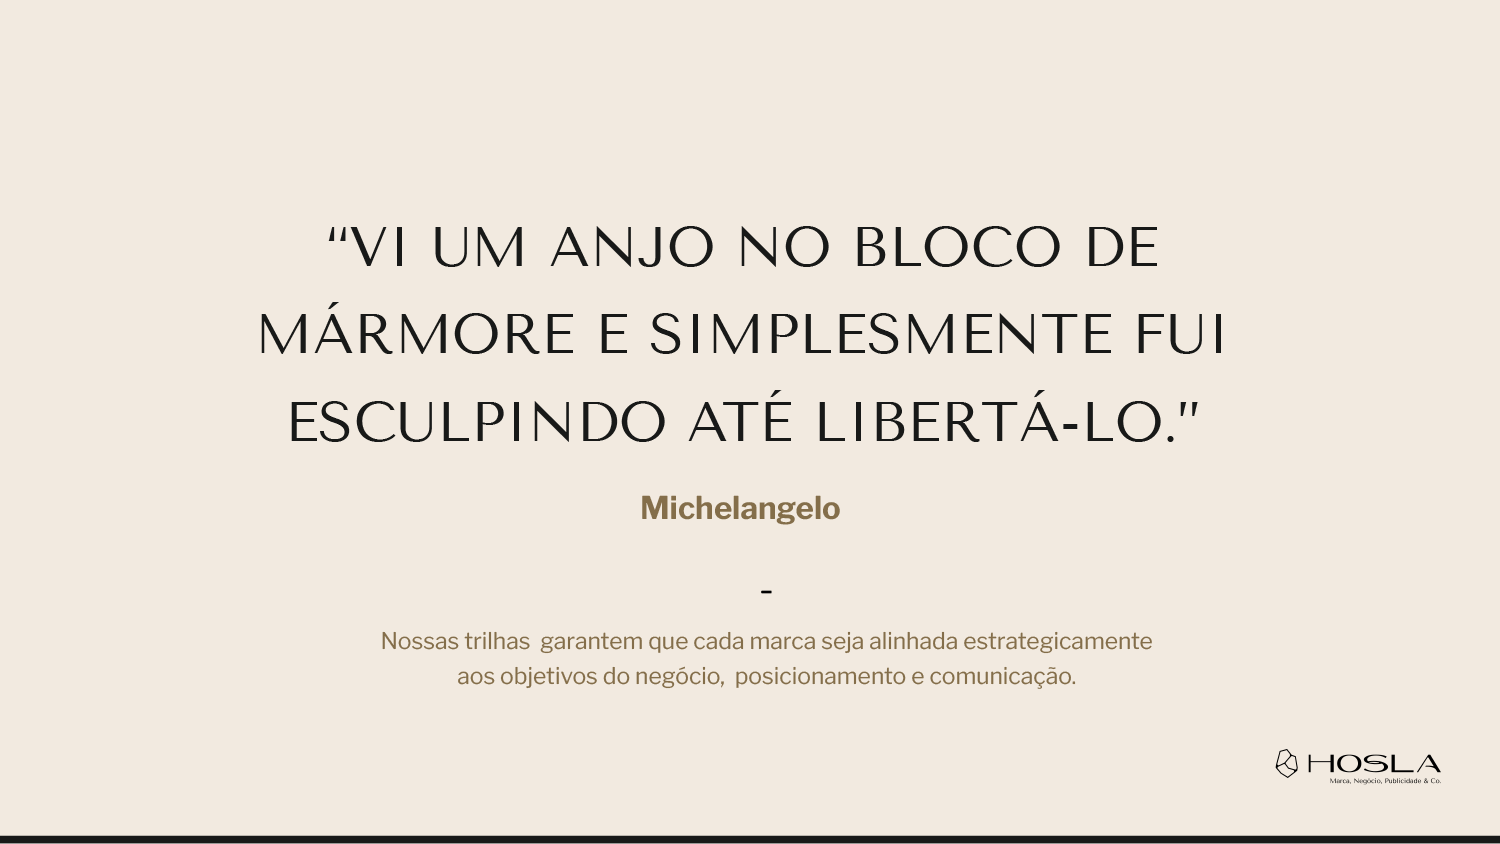 “VI UM ANJO NO BLOCO DE
MÁRMORE E SIMPLESMENTE FUI
ESCULPINDO ATÉ LIBERTÁ-LO.”
Michelangelo
-
Nossas trilhas  garantem que cada marca seja alinhada estrategicamente
aos objetivos do negócio,  posicionamento e comunicação.
HOSLA
Marca, Negócio, Publicidade & Co.